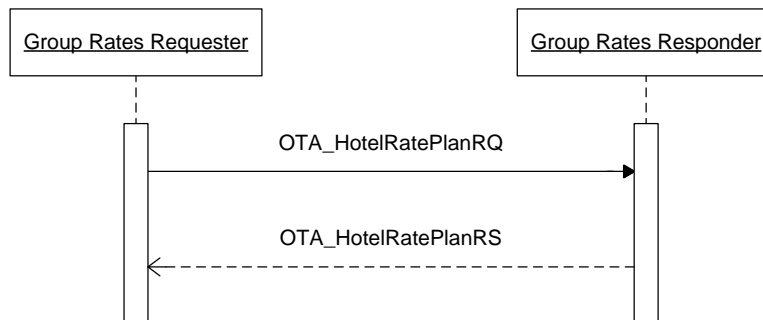 Group Rates Requester
Group Rates Responder
OTA_HotelRatePlanRQ
OTA_HotelRatePlanRS